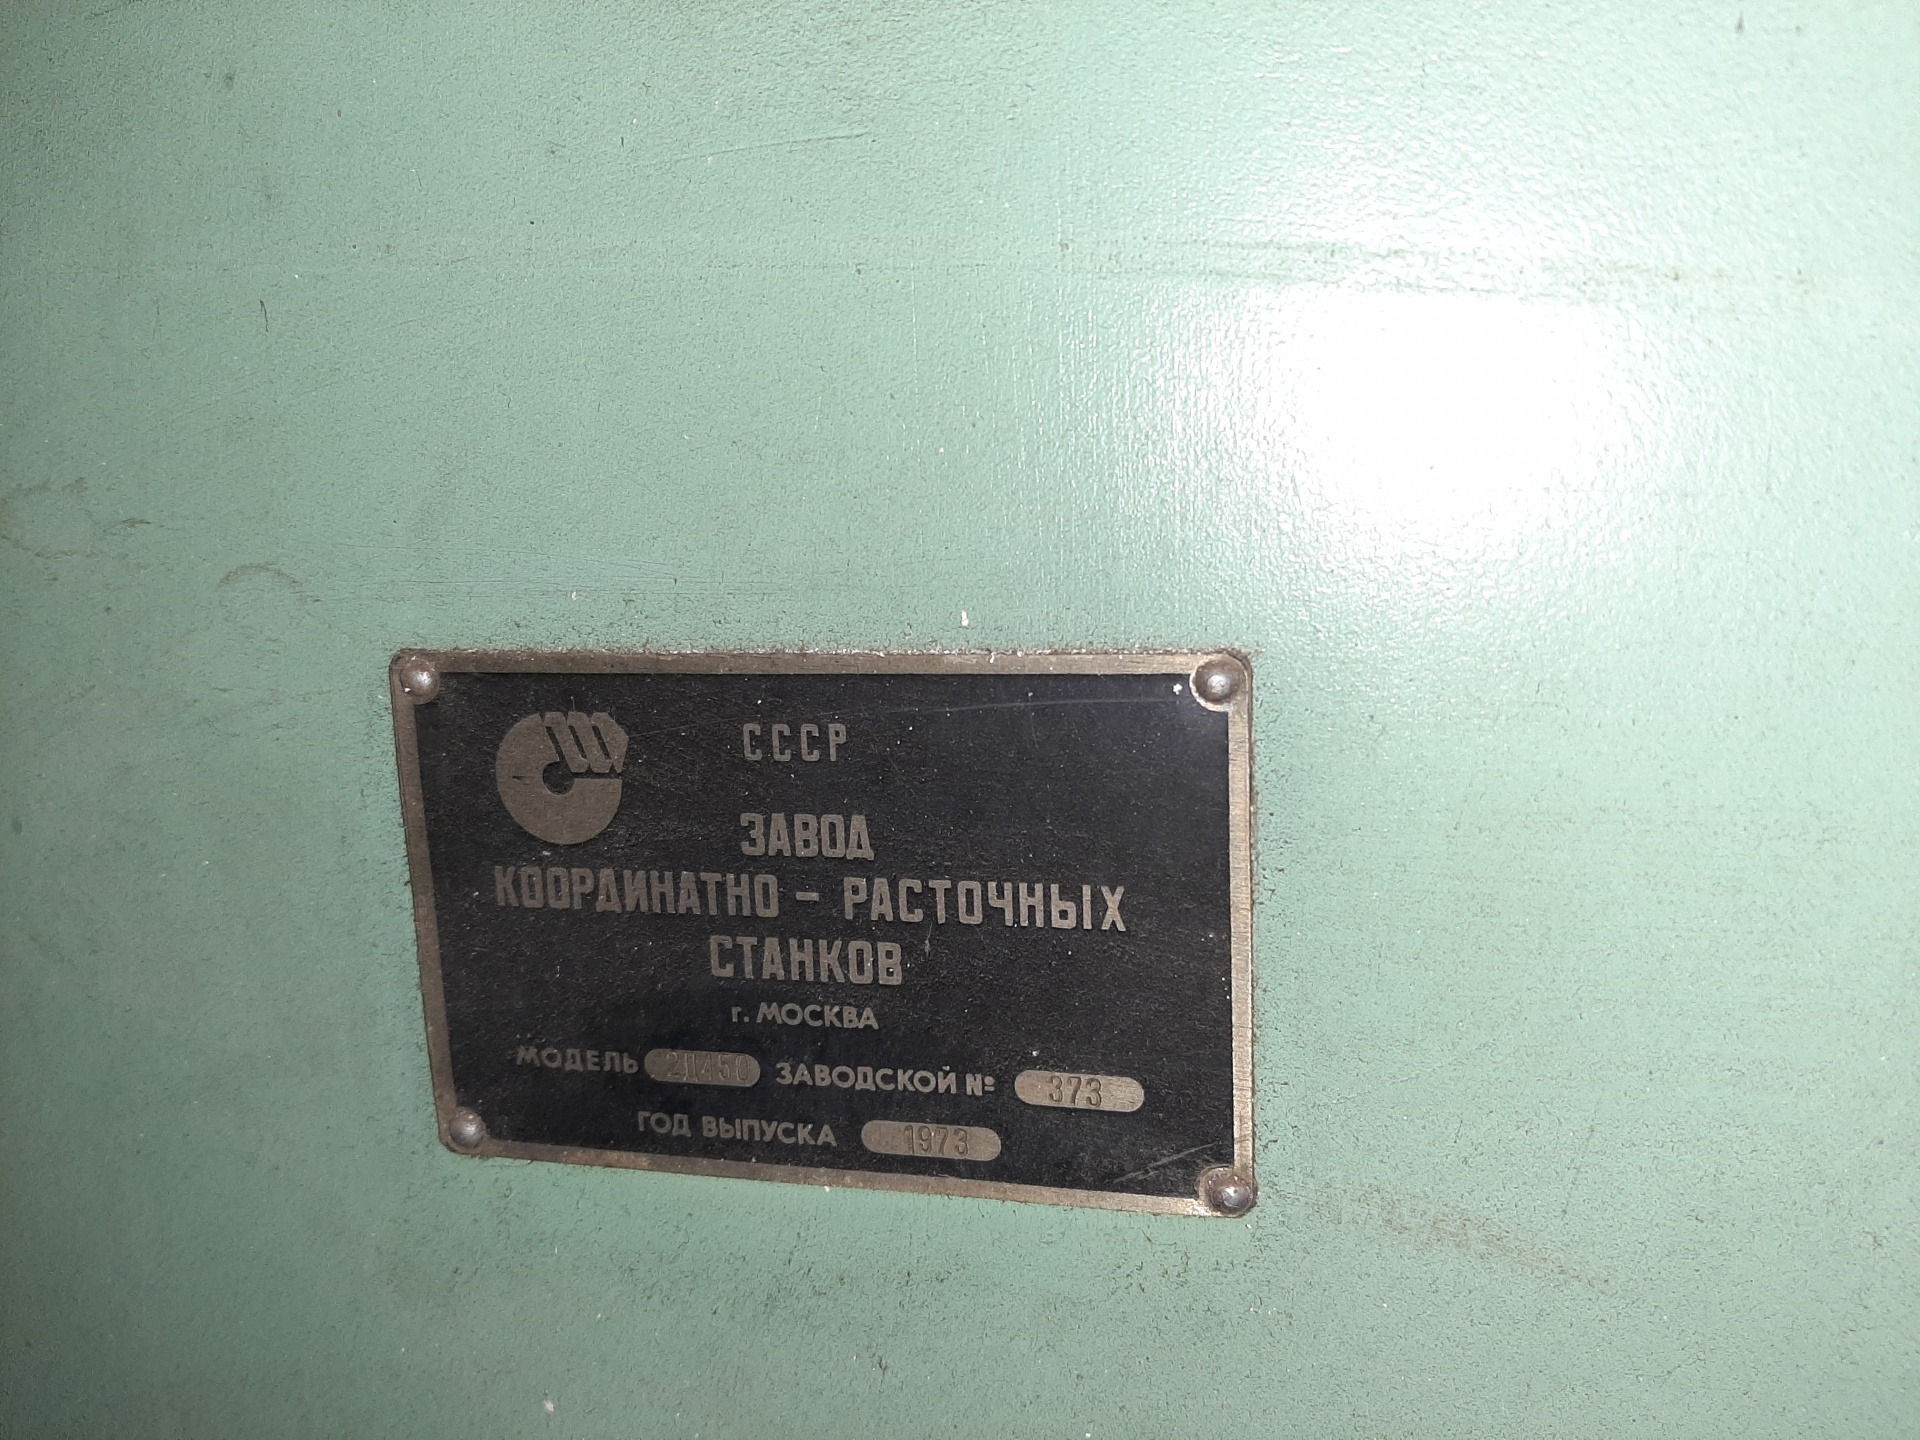 СССР
ЗАВОД
КООРДИНАТНО – РАСТОЧНЫХ
СТАНКОВ
г. МОСКВА
МОДЕЛЬ 2Д450 ЗАВОДСКОЙ № 373
ГОД ВЫПУСКА 1973